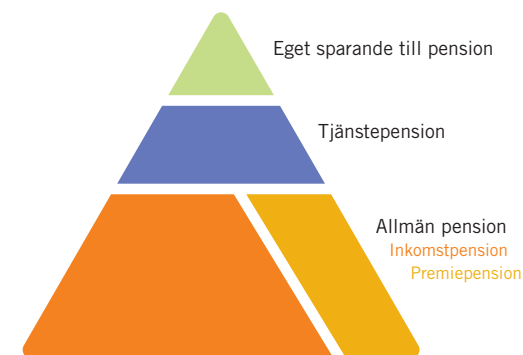 Eget sparande till pension
Tjänstepension
Allmän pension
Inkomstpension
Premiepension